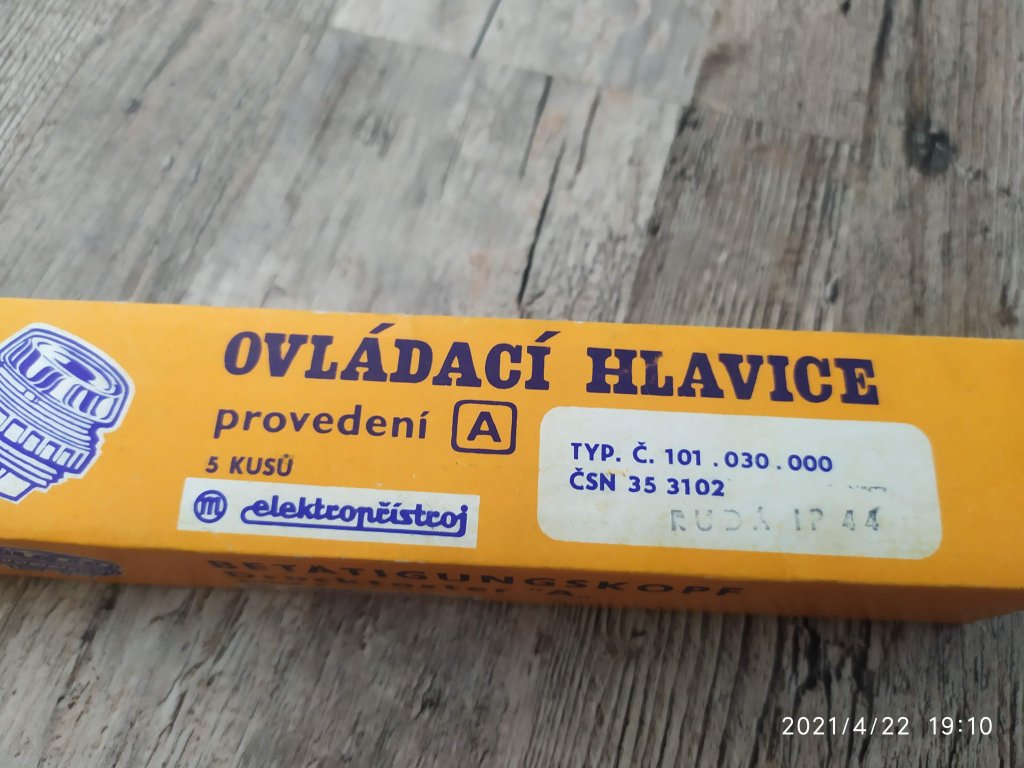 OVLÁDACÍ HLAVICE
provedení A
5 KUSŮ
m elektropřístroj
TYP. Č. 101.030.000
ČSN 35 3102
RUDÁ IP 44
BETÄTIGUNGSKOPF
Drucktaster "A"
2021/4/22 19:10